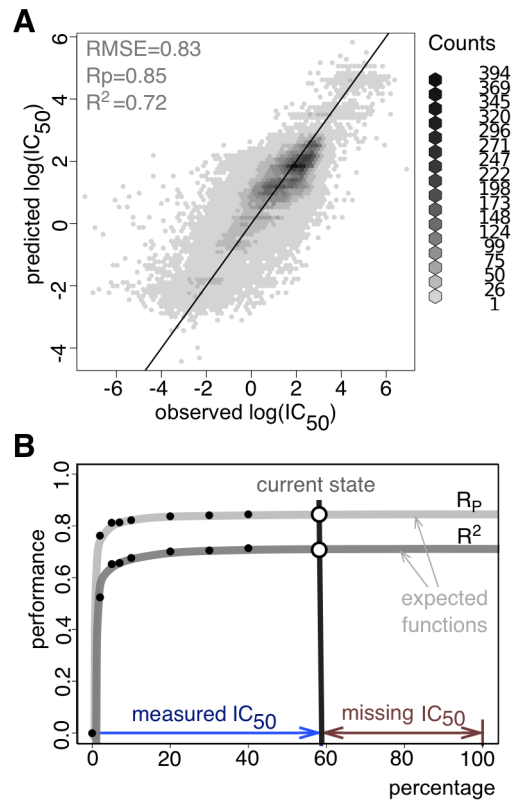 A
RMSE=0.83
Rp=0.85
R2=0.72
predicted log(IC50)
6
4
2
0
-2
-4
-6 -4 -2 0 2 4 6
observed log(IC50)
Counts
394
369
345
320
296
271
247
222
198
173
148
124
99
75
50
26
1
B
current state
RP
R2
expected
functions
measured IC50
missing IC50
performance
1.0
0.8
0.6
0.4
0.2
0.0
0 20 40 60 80 100
percentage